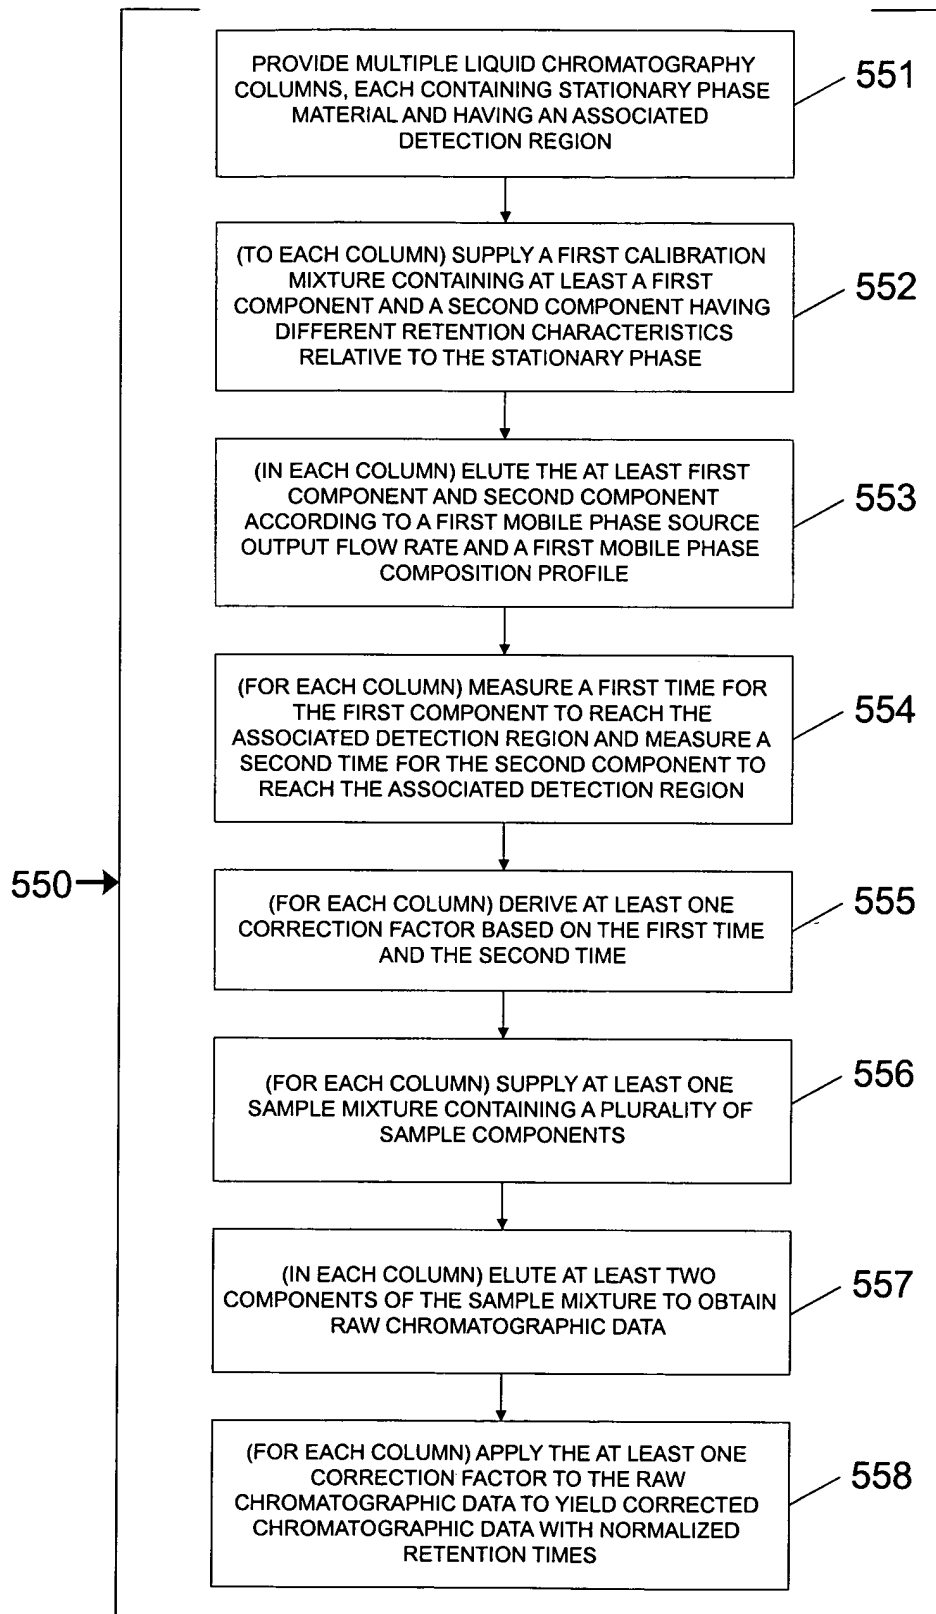 PROVIDE MULTIPLE LIQUID CHROMATOGRAPHY
COLUMNS, EACH CONTAINING STATIONARY PHASE
MATERIAL AND HAVING AN ASSOCIATED
DETECTION REGION
551
(TO EACH COLUMN) SUPPLY A FIRST CALIBRATION
MIXTURE CONTAINING AT LEAST A FIRST
COMPONENT AND A SECOND COMPONENT HAVING
DIFFERENT RETENTION CHARACTERISTICS
RELATIVE TO THE STATIONARY PHASE
552
(IN EACH COLUMN) ELUTE THE AT LEAST FIRST
COMPONENT AND SECOND COMPONENT
ACCORDING TO A FIRST MOBILE PHASE SOURCE
OUTPUT FLOW RATE AND A FIRST MOBILE PHASE
COMPOSITION PROFILE
553
(FOR EACH COLUMN) MEASURE A FIRST TIME FOR
THE FIRST COMPONENT TO REACH THE
ASSOCIATED DETECTION REGION AND MEASURE A
SECOND TIME FOR THE SECOND COMPONENT TO
REACH THE ASSOCIATED DETECTION REGION
554
550
(FOR EACH COLUMN) DERIVE AT LEAST ONE
CORRECTION FACTOR BASED ON THE FIRST TIME
AND THE SECOND TIME
555
(FOR EACH COLUMN) SUPPLY AT LEAST ONE
SAMPLE MIXTURE CONTAINING A PLURALITY OF
SAMPLE COMPONENTS
556
(IN EACH COLUMN) ELUTE AT LEAST TWO
COMPONENTS OF THE SAMPLE MIXTURE TO OBTAIN
RAW CHROMATOGRAPHIC DATA
557
(FOR EACH COLUMN) APPLY THE AT LEAST ONE
CORRECTION FACTOR TO THE RAW
CHROMATOGRAPHIC DATA TO YIELD CORRECTED
CHROMATOGRAPHIC DATA WITH NORMALIZED
RETENTION TIMES
558